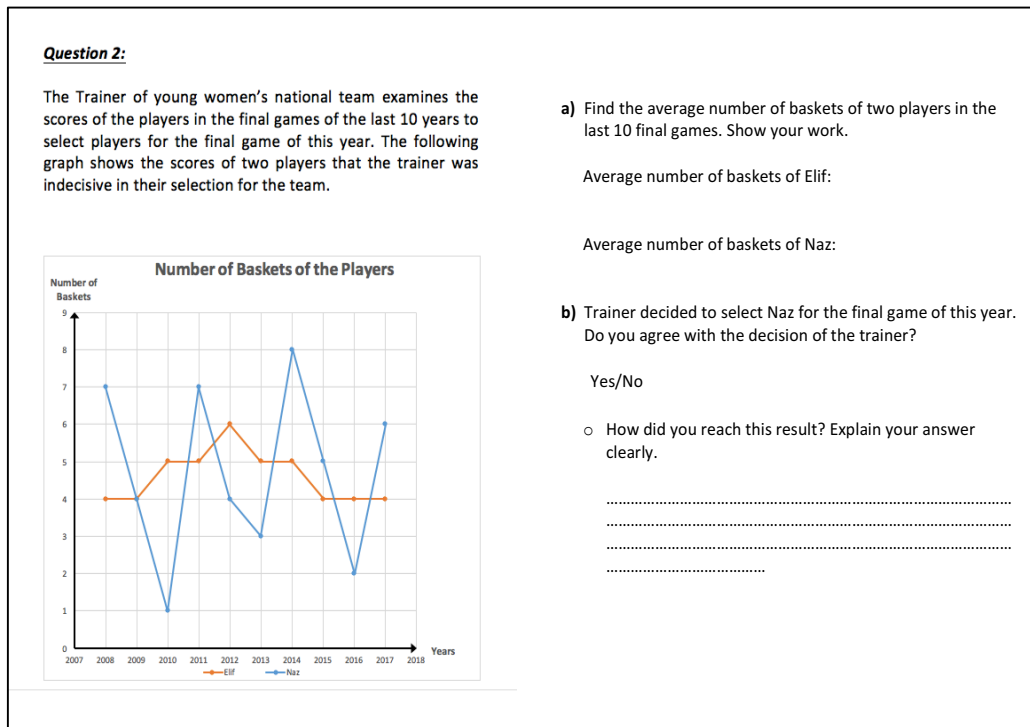 Question 2:
The Trainer of young women's national team examines the
scores of the players in the final games of the last 10 years to
select players for the final game of this year. The following
graph shows the scores of two players that the trainer was
indecisive in their selection for the team.
Number of Baskets of the Players
Number of
Baskets
9
8
7
6
5
4
3
2
1
0
2007 2008 2009 2010 2011 2012 2013 2014 2015 2016 2017 2018
Years
Elif Naz
a) Find the average number of baskets of two players in the
last 10 final games. Show your work.
Average number of baskets of Elif:
Average number of baskets of Naz:
b) Trainer decided to select Naz for the final game of this year.
Do you agree with the decision of the trainer?
Yes/No
○ How did you reach this result? Explain your answer
clearly.